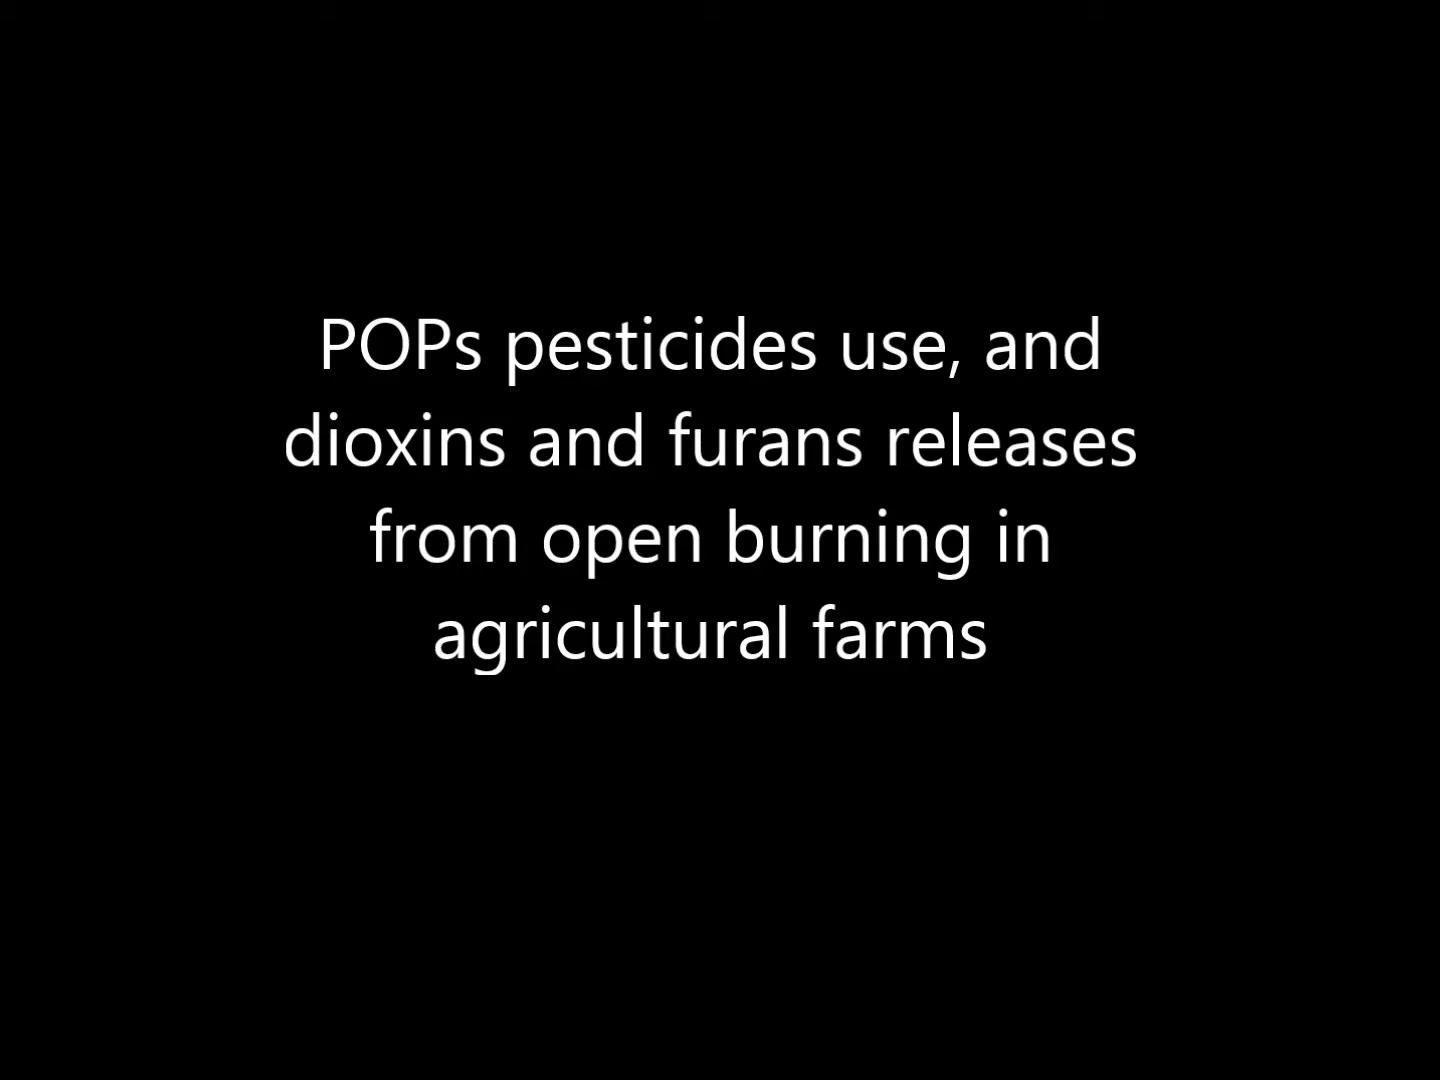 POPs pesticides use, and
dioxins and furans releases
from open burning in
agricultural farms